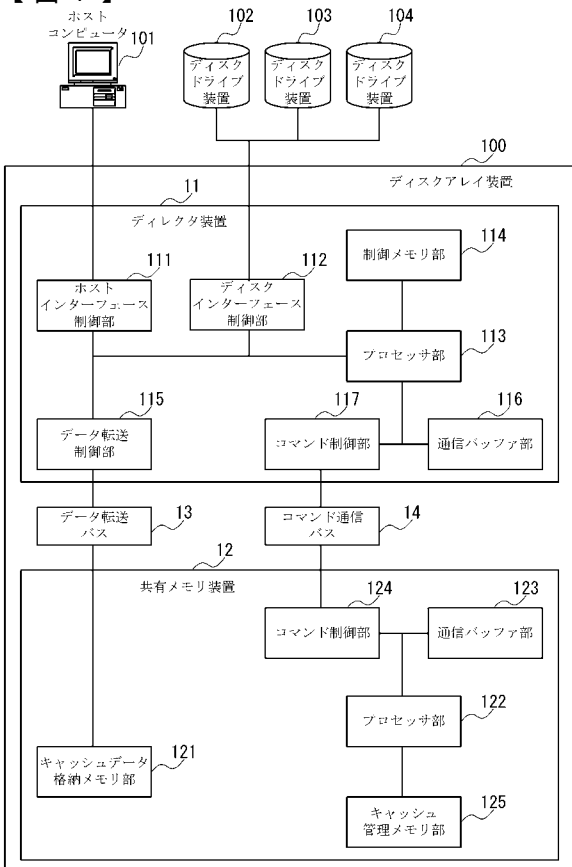 ホスト
コンピュータ
101
102
103
104
ディスク
ドライブ
装置
ディスク
ドライブ
装置
ディスク
ドライブ
装置
100
ディスクアレイ装置
11
ディレクタ装置
111
ホスト
インターフェース
制御部
112
ディスク
インターフェース
制御部
114
制御メモリ部
113
プロセッサ部
115
データ転送
制御部
117
コマンド制御部
116
通信バッファ部
データ転送
バス
13
コマンド通信
バス
14
12
共有メモリ装置
124
コマンド制御部
123
通信バッファ部
122
プロセッサ部
キャッシュデータ
格納メモリ部
121
キャッシュ
管理メモリ部
125